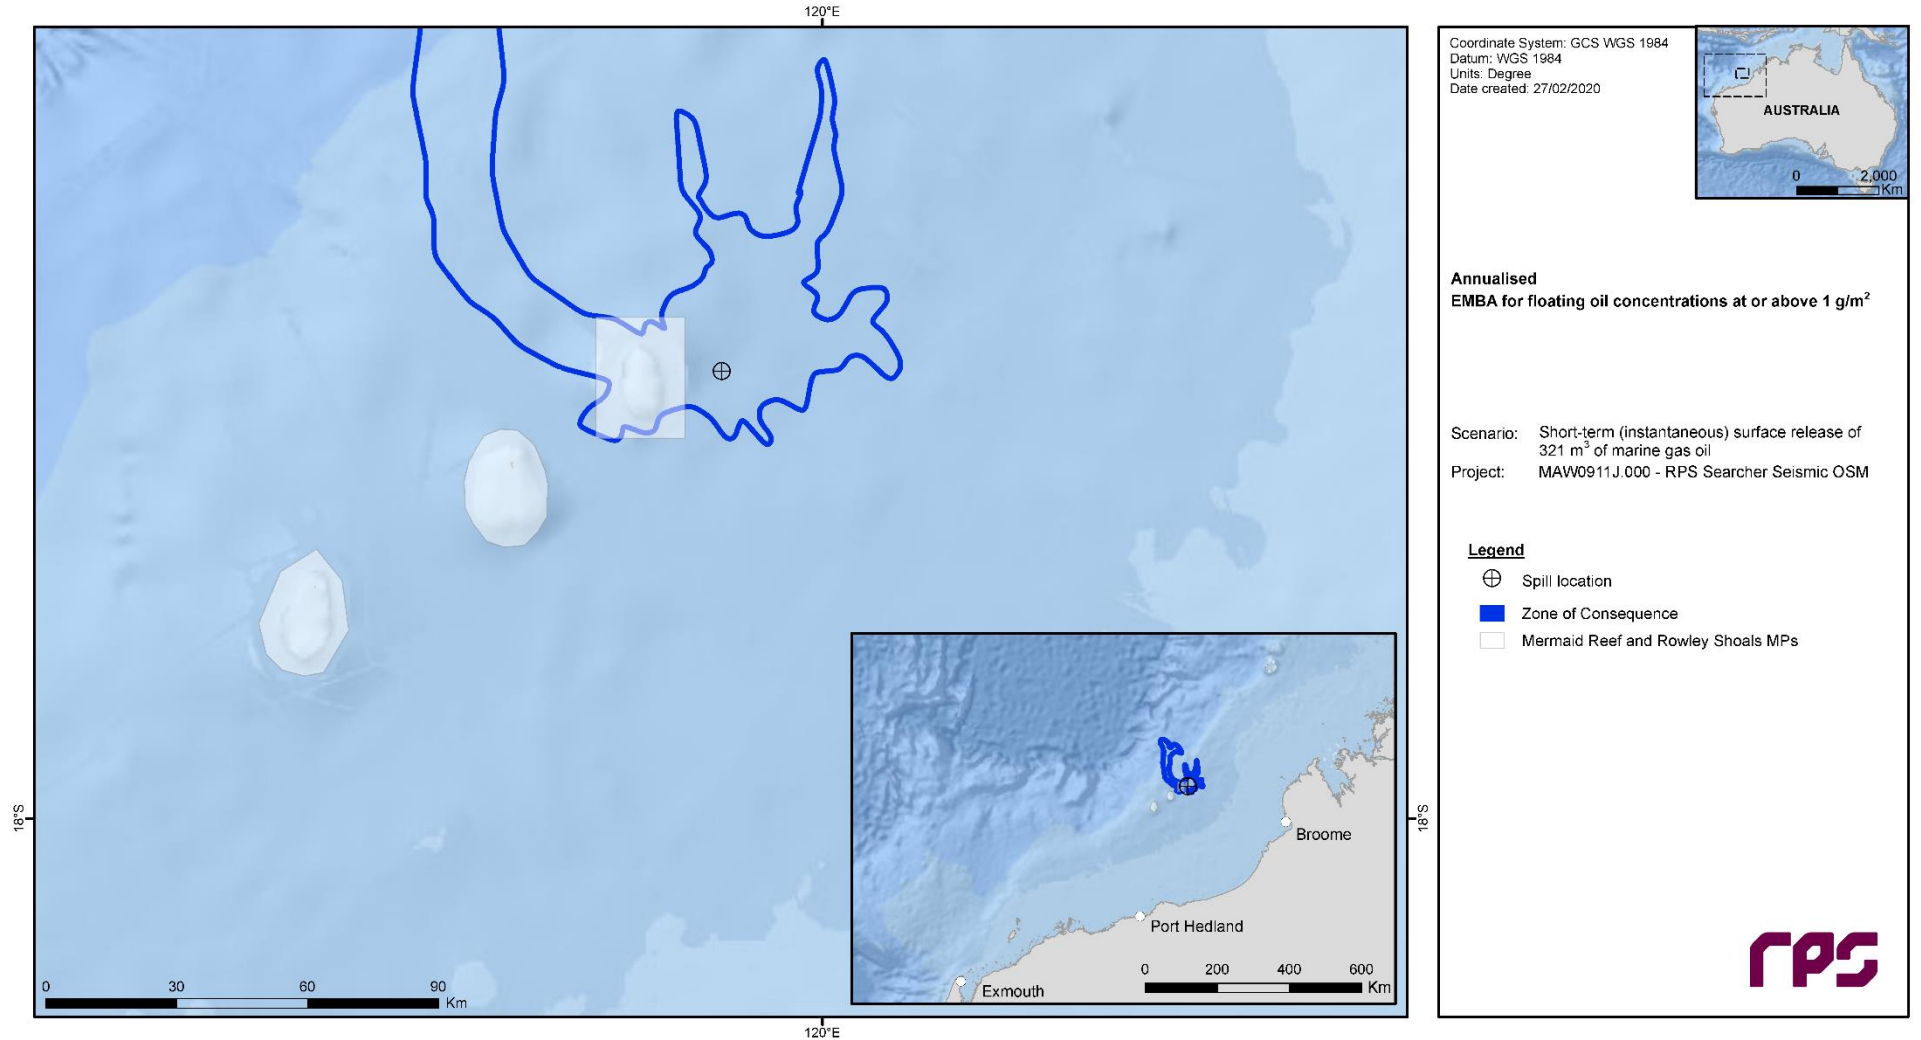 120°E
18°S
18°S
0 30 60 90
Km
120°E
Broome
Port Hedland
Exmouth
0 200 400 600
Km
Coordinate System: GCS WGS 1984
Datum: WGS 1984
Units: Degree
Date created: 27/02/2020
AUSTRALIA
0 2,000
Km
Annualised
EMBA for floating oil concentrations at or above 1 g/m²
Scenario: Short-term (instantaneous) surface release of
321 m³ of marine gas oil
Project: MAW0911J.000 - RPS Searcher Seismic OSM
Legend
Spill location
Zone of Consequence
Mermaid Reef and Rowley Shoals MPs
rps